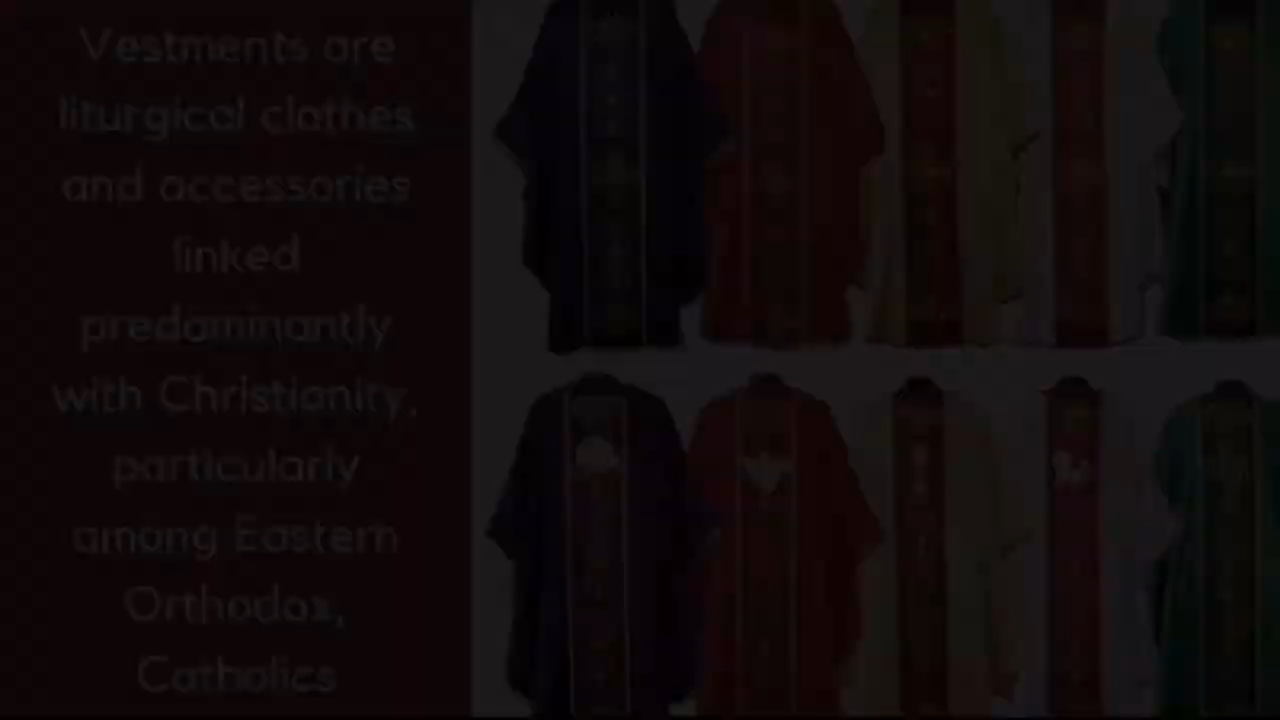 Vestments are
liturgical clothes
and accessories
linked
predominantly
with Christianity,
particularly
among Eastern
Orthodox,
Catholics